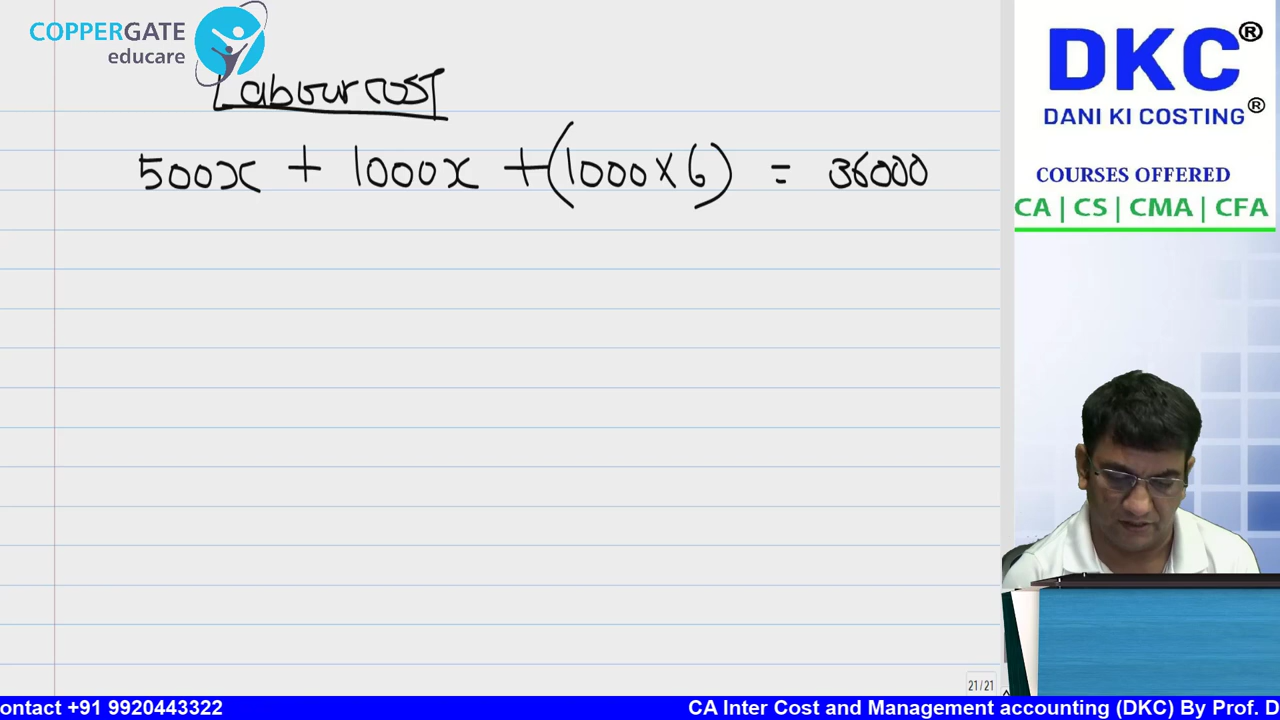 COPPERGATE
educare
Labour cost
500x + 1000x + (1000 × 6) = 36000
21/21
DKC®
DANI KI COSTING®
COURSES OFFERED
CA | CS | CMA | CFA
ontact +91 9920443322 CA Inter Cost and Management accounting (DKC) By Prof. D